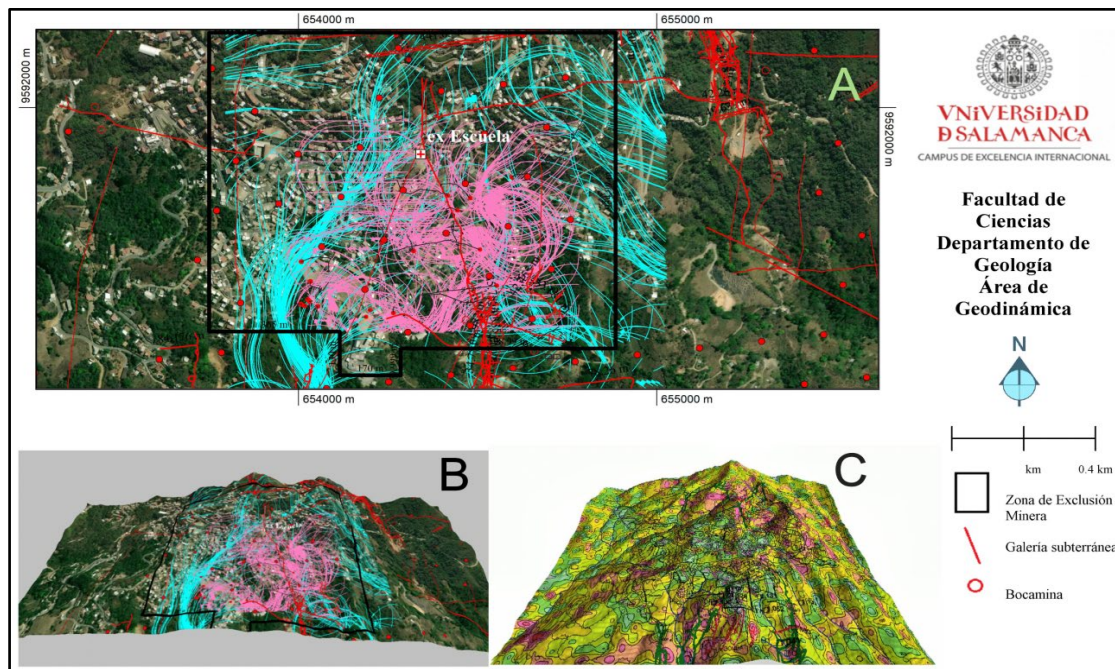 654000 m
655000 m
9592000 m
9592000 m
A
ex Escuela
654000 m
655000 m
B
C
VNiVERSiDAD
D SALAMANCA
CAMPUS DE EXCELENCIA INTERNACIONAL
Facultad de
Ciencias
Departamento de
Geología
Área de
Geodinámica
N
km
0.4 km
Zona de Exclusión
Minera
Galería subterránea
Bocamina